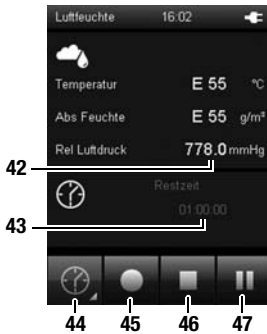 Luftfeuchte 16:02
Temperatur E 55 °C
Abs Feuchte E 55 g/m³
Rel Luftdruck 778.0 mmHg
42
Restzeit
43 01:00:00
44 45 46 47